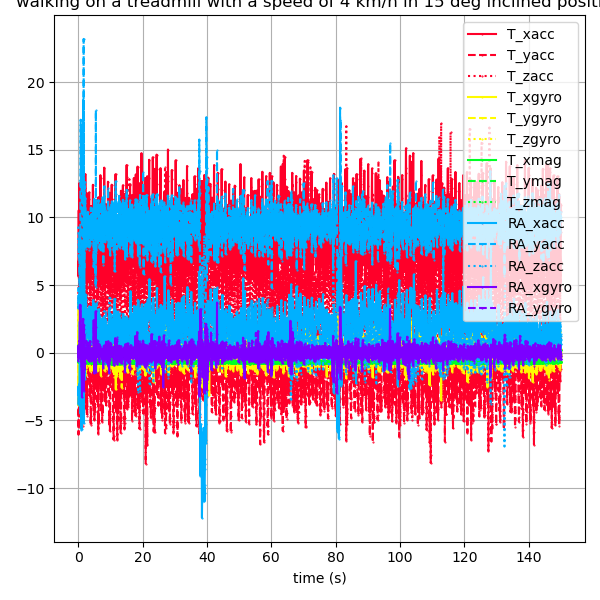 walking on a treadmill with a speed of 4 km/h in 15 deg inclined positi
T_xacc
T_yacc
T_zacc
T_xgyro
T_ygyro
T_zgyro
T_xmag
T_ymag
T_zmag
RA_xacc
RA_yacc
RA_zacc
RA_xgyro
RA_ygyro
20
15
10
5
0
−5
−10
0 20 40 60 80 100 120 140
time (s)